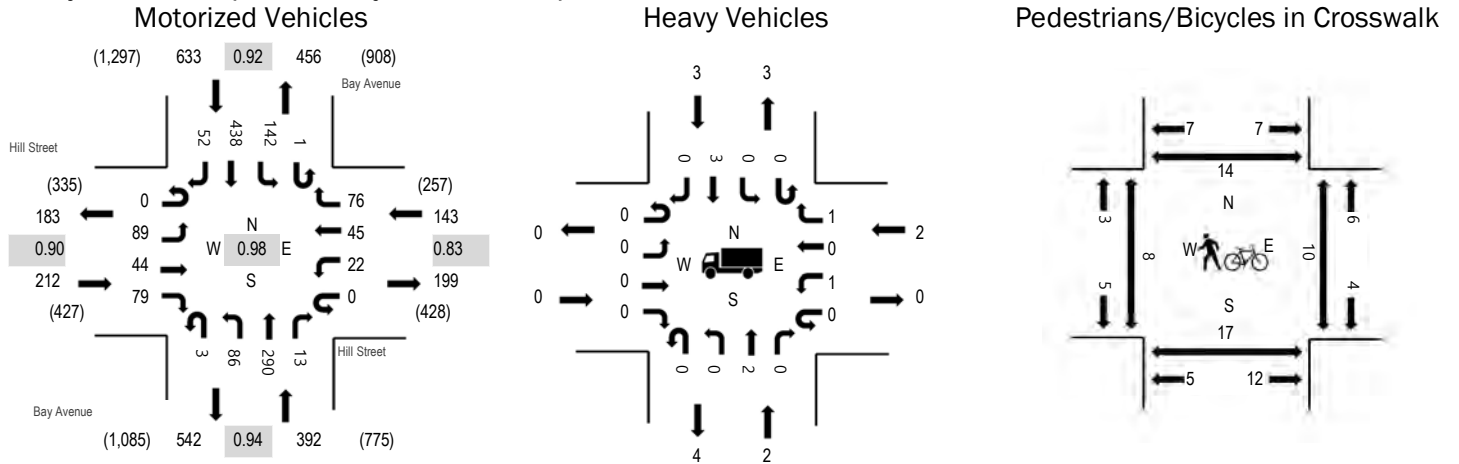 Motorized Vehicles
Heavy Vehicles
Pedestrians/Bicycles in Crosswalk
(1,297) 633 0.92 456 (908)
Bay Avenue
52 438 142 1
Hill Street
(335)
183
0.90
212
(427)
0
89
44
79
N
W 0.98 E
S
76
45
22
0
(257)
143
0.83
199
(428)
3 86 290 13
Hill Street
Bay Avenue
(1,085) 542 0.94 392 (775)
3 3
0 3 0 0
0
0
0
0
0
0
N
W E
S
1
0
1
0
2
0
0 0 2 0
4 2
7 7
14
3
8
5
N
W E
S
6
10
4
17
5 12